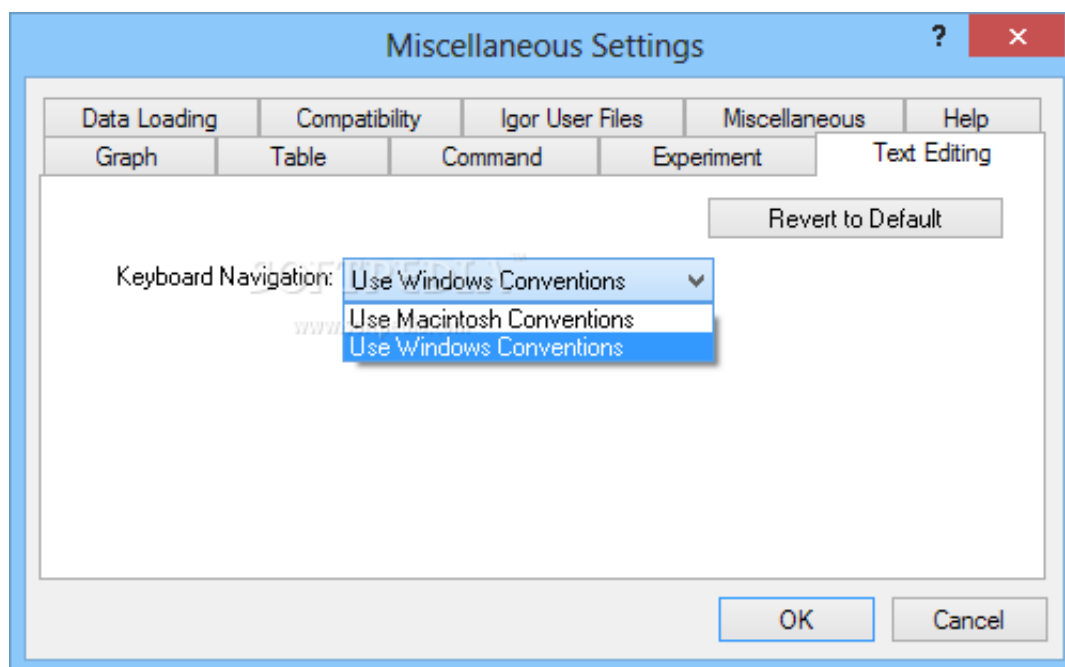 Miscellaneous Settings
?
Data Loading
Compatibility
Igor User Files
Miscellaneous
Help
Graph
Table
Command
Experiment
Text Editing
Revert to Default
Keyboard Navigation:
Use Windows Conventions
Use Macintosh Conventions
Use Windows Conventions
SOFTPEDIA
OK
Cancel